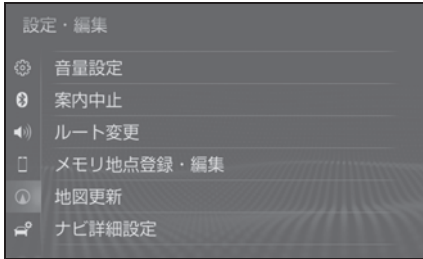 設定・編集
音量設定
案内中止
ルート変更
メモリ地点登録・編集
地図更新
ナビ詳細設定